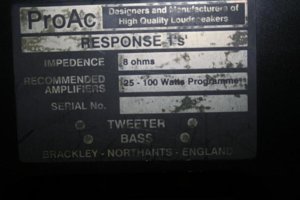 ProAc
Designers and Manufacturers of
High Quality Loudspeakers
RESPONSE 1'S'
IMPEDENCE 8 ohms
RECOMMENDED
AMPLIFIERS 25 - 100 Watts Programme
SERIAL No.
TWEETER
BASS
BRACKLEY - NORTHANTS - ENGLAND